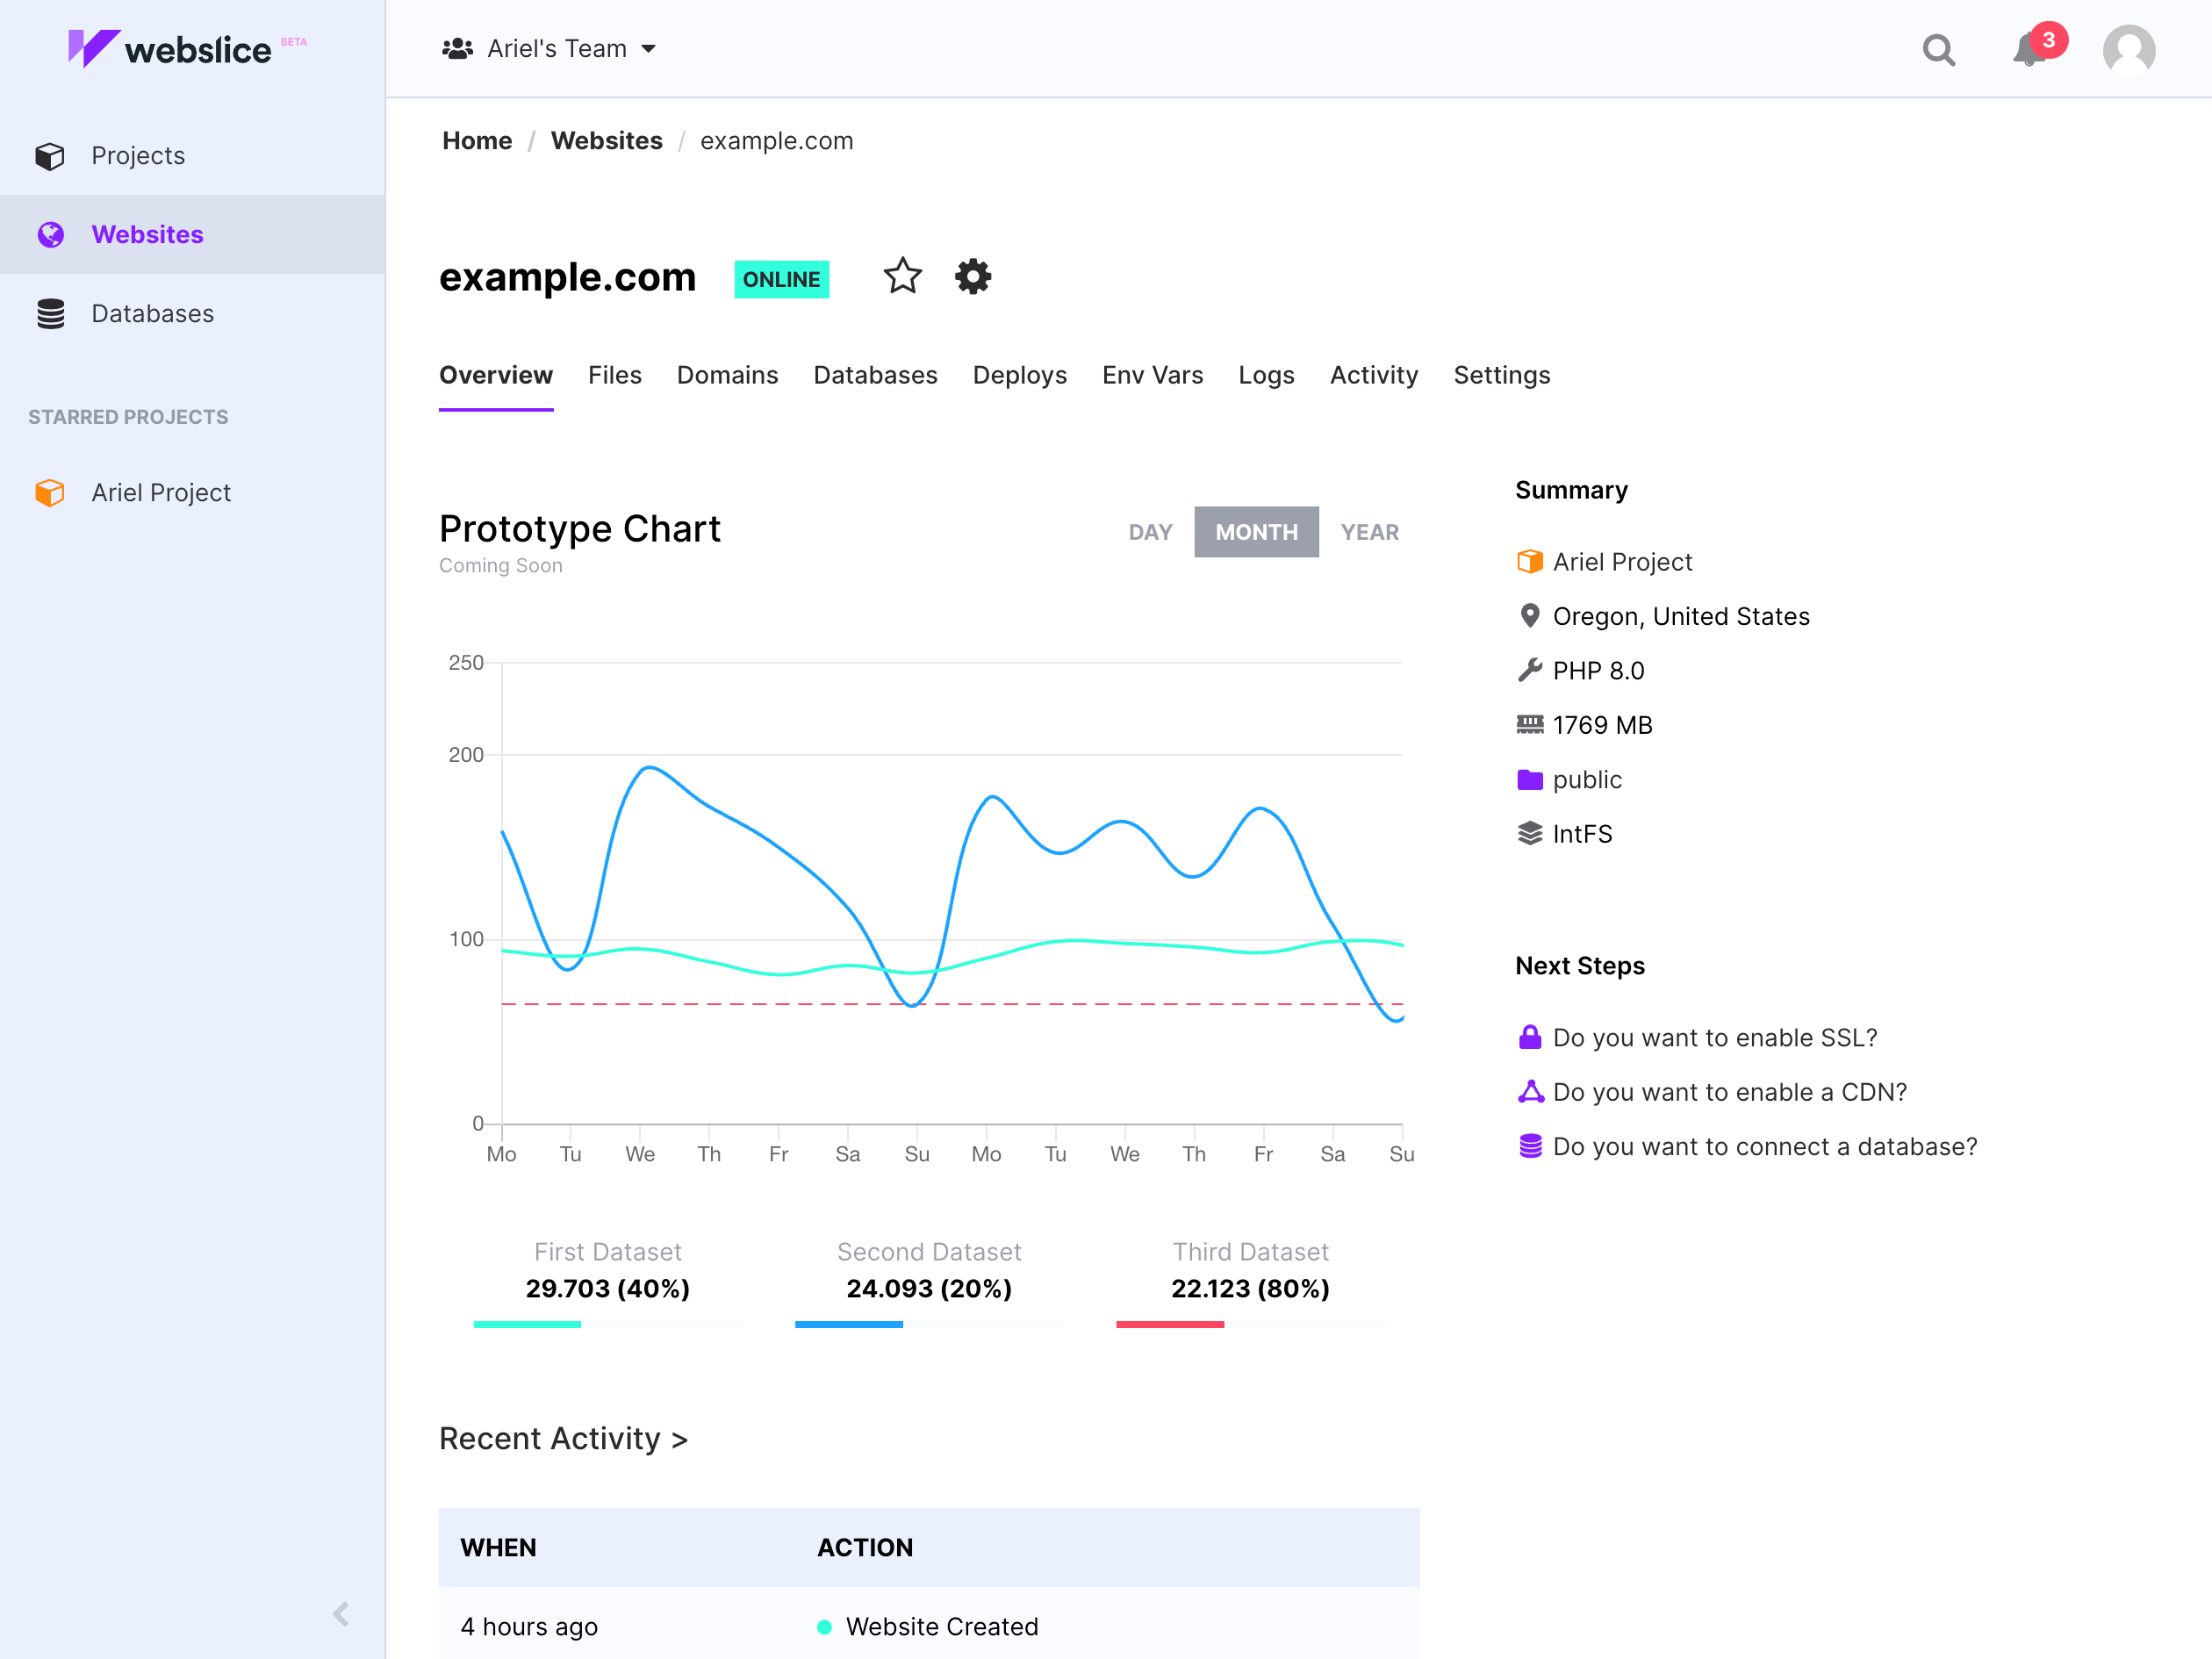 webslice BETA
Ariel's Team
3
Projects
Websites
Databases
STARRED PROJECTS
Ariel Project
Home / Websites / example.com
example.com ONLINE
Overview Files Domains Databases Deploys Env Vars Logs Activity Settings
Prototype Chart
Coming Soon
DAY MONTH YEAR
250
200
100
0
Mo Tu We Th Fr Sa Su Mo Tu We Th Fr Sa Su
First Dataset
29.703 (40%)
Second Dataset
24.093 (20%)
Third Dataset
22.123 (80%)
Summary
Ariel Project
Oregon, United States
PHP 8.0
1769 MB
public
IntFS
Next Steps
Do you want to enable SSL?
Do you want to enable a CDN?
Do you want to connect a database?
Recent Activity >
WHEN ACTION
4 hours ago Website Created